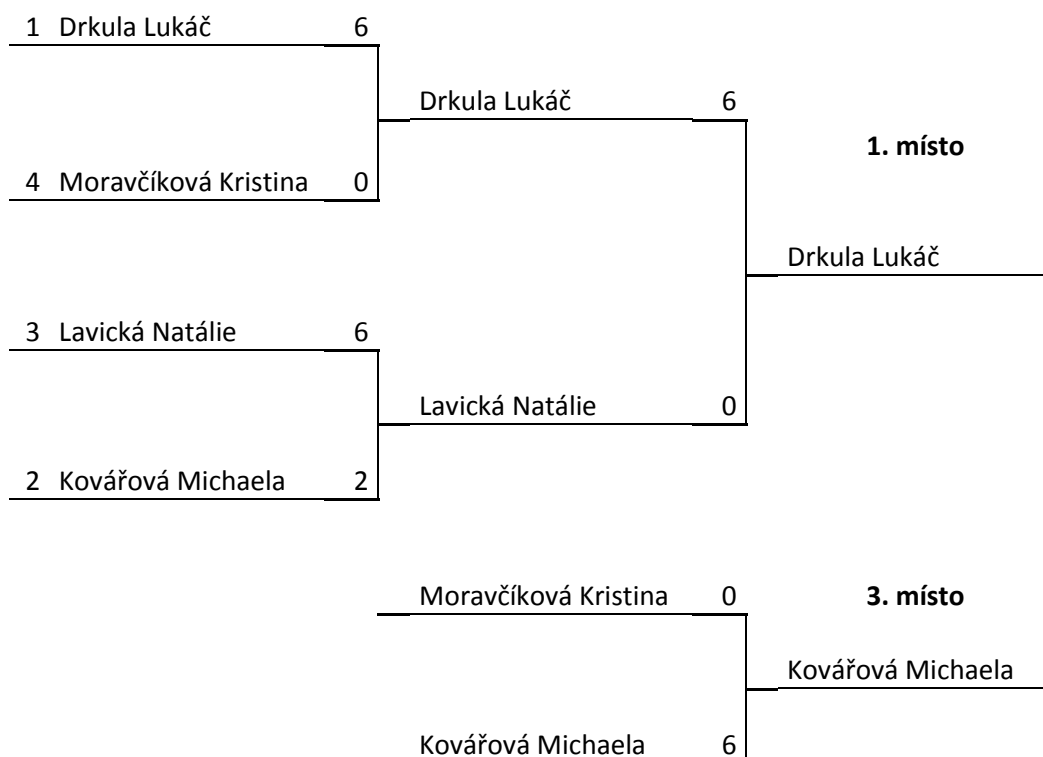 1 Drkula Lukáč 6
Drkula Lukáč 6
1. místo
4 Moravčíková Kristina 0
Drkula Lukáč
3 Lavická Natálie 6
Lavická Natálie 0
2 Kovářová Michaela 2
Moravčíková Kristina 0 3. místo
Kovářová Michaela
Kovářová Michaela 6